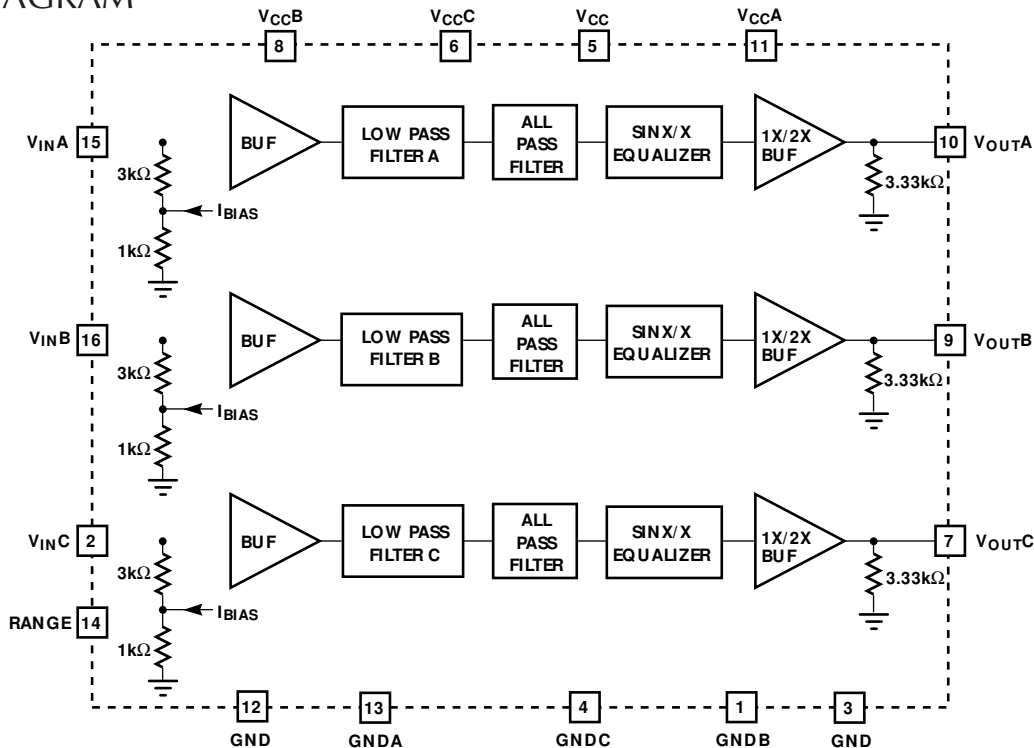 AGRAM
VCCB VCCC VCC VCCA
8 6 5 11
VINA 15
3kΩ
IBIAS
1kΩ
BUF
LOW PASS
FILTER A
ALL
PASS
FILTER
SINX/X
EQUALIZER
1X/2X
BUF
10 VOUTA
3.33kΩ
VINB 16
3kΩ
IBIAS
1kΩ
BUF
LOW PASS
FILTER B
ALL
PASS
FILTER
SINX/X
EQUALIZER
1X/2X
BUF
9 VOUTB
3.33kΩ
VINC 2
3kΩ
IBIAS
RANGE 14
1kΩ
BUF
LOW PASS
FILTER C
ALL
PASS
FILTER
SINX/X
EQUALIZER
1X/2X
BUF
7 VOUTC
3.33kΩ
12 13 4 1 3
GND GNDA GNDC GNDB GND